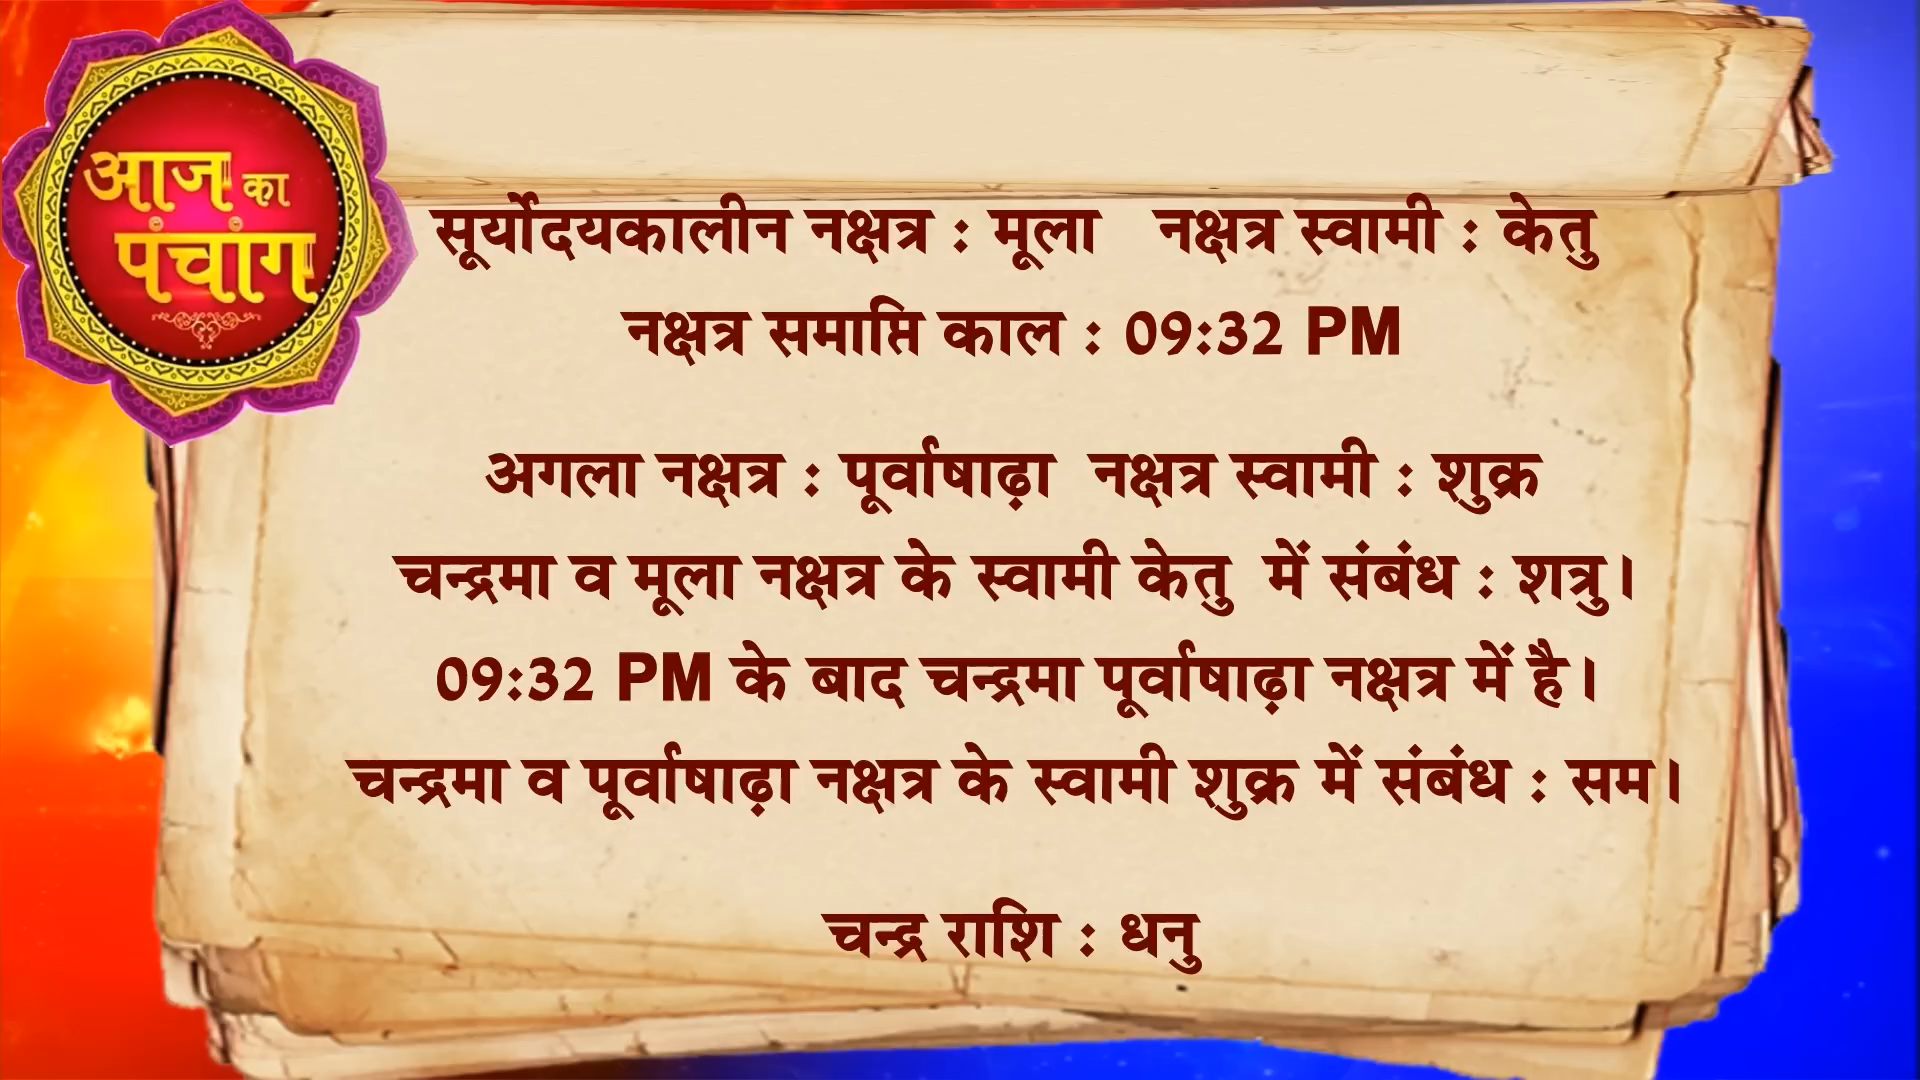 आज का
पंचांग
सूर्योदयकालीन नक्षत्र : मूला नक्षत्र स्वामी : केतु
नक्षत्र समाप्ति काल : 09:32 PM
अगला नक्षत्र : पूर्वाषाढ़ा नक्षत्र स्वामी : शुक्र
चन्द्रमा व मूला नक्षत्र के स्वामी केतु में संबंध : शत्रु।
09:32 PM के बाद चन्द्रमा पूर्वाषाढ़ा नक्षत्र में है।
चन्द्रमा व पूर्वाषाढ़ा नक्षत्र के स्वामी शुक्र में संबंध : सम।
चन्द्र राशि : धनु